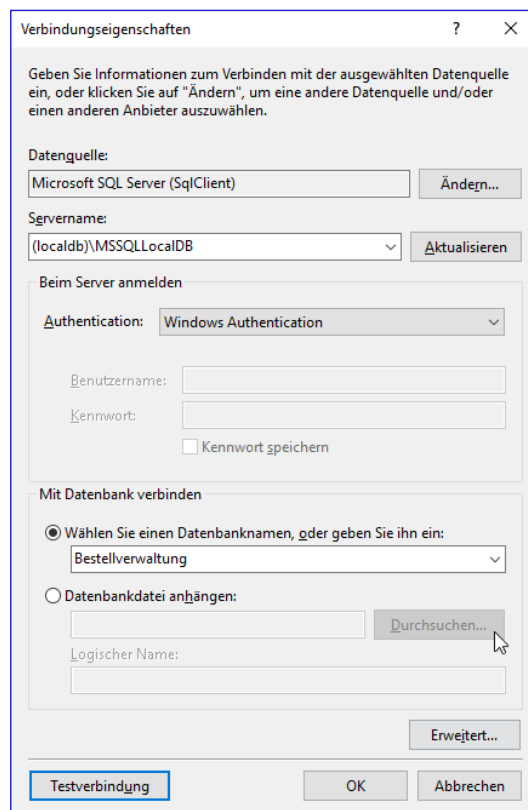 Verbindungseigenschaften ? ×
Geben Sie Informationen zum Verbinden mit der ausgewählten Datenquelle
ein, oder klicken Sie auf "Ändern", um eine andere Datenquelle und/oder
einen anderen Anbieter auszuwählen.
Datenquelle:
Microsoft SQL Server (SqlClient)
Ändern...
Servername:
(localdb)\MSSQLLocalDB
Aktualisieren
Beim Server anmelden
Authentication:
Windows Authentication
Benutzername:
Kennwort:
Kennwort speichern
Mit Datenbank verbinden
Wählen Sie einen Datenbanknamen, oder geben Sie ihn ein:
Bestellverwaltung
Datenbankdatei anhängen:
Durchsuchen...
Logischer Name:
Erweitert...
Testverbindung
OK
Abbrechen